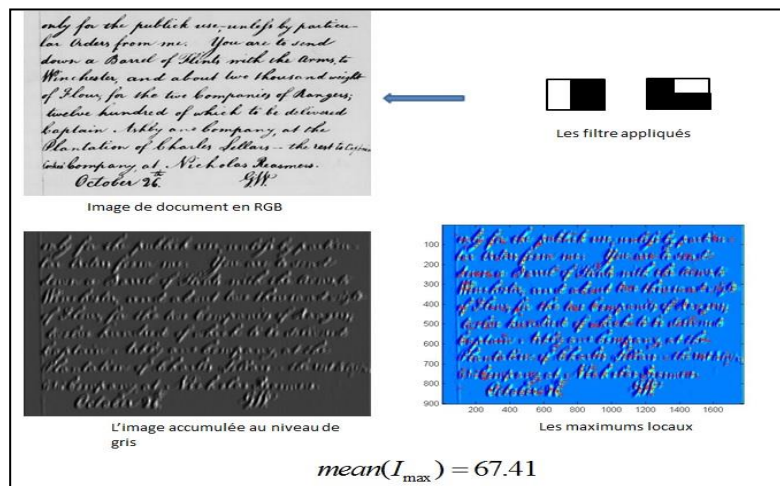 only for the publick use, unless by particu-
lar Orders from me. You are to send
down a Barrel of Flints with the Arms, to
Winchester, and about two thousand weight
of Flour, for the two Companies of Rangers;
twelve hundred of which to be delivered
Captain Ashby and Company, at the
Plantation of Charles Sellars — the rest to Capt
Company, at Nicholas Reasmers.
October 26.th GW.
Image de document en RGB
Les filtre appliqués
100
200
300
400
500
600
700
800
900
200 400 600 800 1000 1200 1400 1600
L'image accumulée au niveau de
gris
Les maximums locaux
mean(I_max) = 67.41